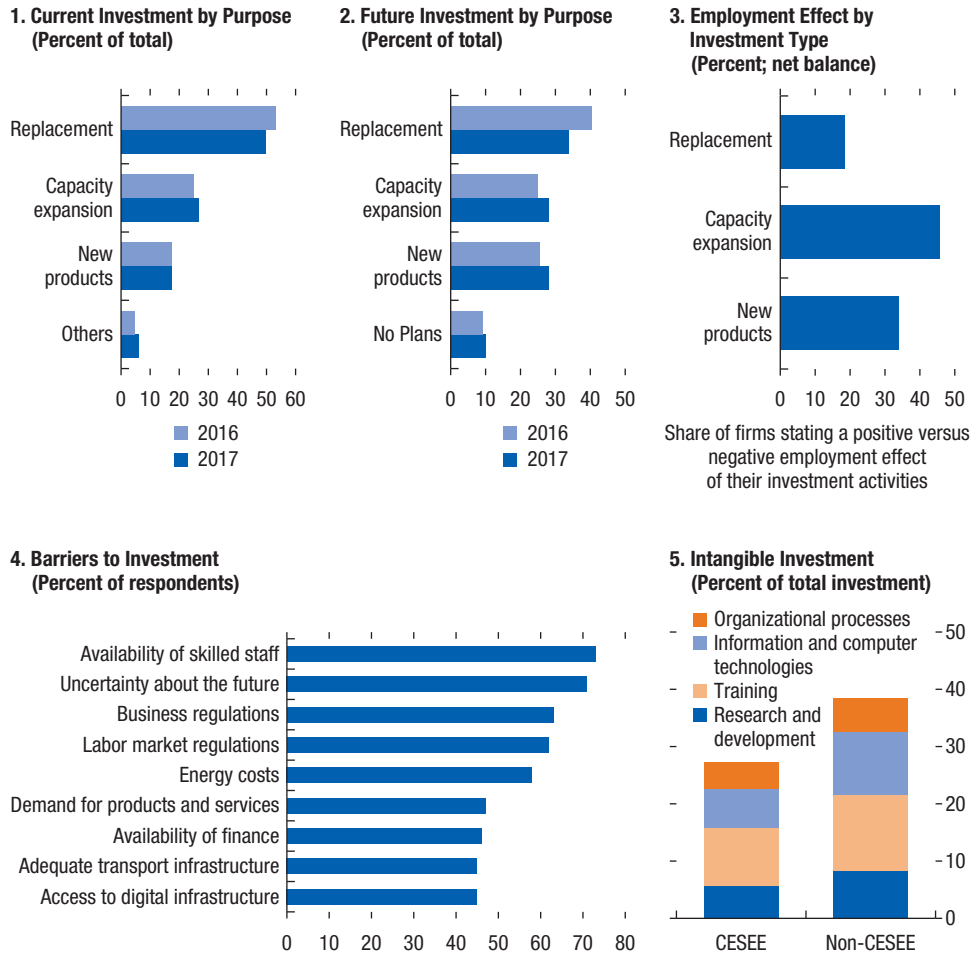 1. Current Investment by Purpose
(Percent of total)
Replacement
Capacity
expansion
New
products
Others
0 10 20 30 40 50 60
2016
2017
2. Future Investment by Purpose
(Percent of total)
Replacement
Capacity
expansion
New
products
No Plans
0 10 20 30 40 50
2016
2017
3. Employment Effect by
Investment Type
(Percent; net balance)
Replacement
Capacity
expansion
New
products
0 10 20 30 40 50
Share of firms stating a positive versus
negative employment effect
of their investment activities
4. Barriers to Investment
(Percent of respondents)
Availability of skilled staff
Uncertainty about the future
Business regulations
Labor market regulations
Energy costs
Demand for products and services
Availability of finance
Adequate transport infrastructure
Access to digital infrastructure
0 10 20 30 40 50 60 70 80
5. Intangible Investment
(Percent of total investment)
Organizational processes
Information and computer
technologies
Training
Research and
development
50
40
30
20
10
0
CESEE Non-CESEE